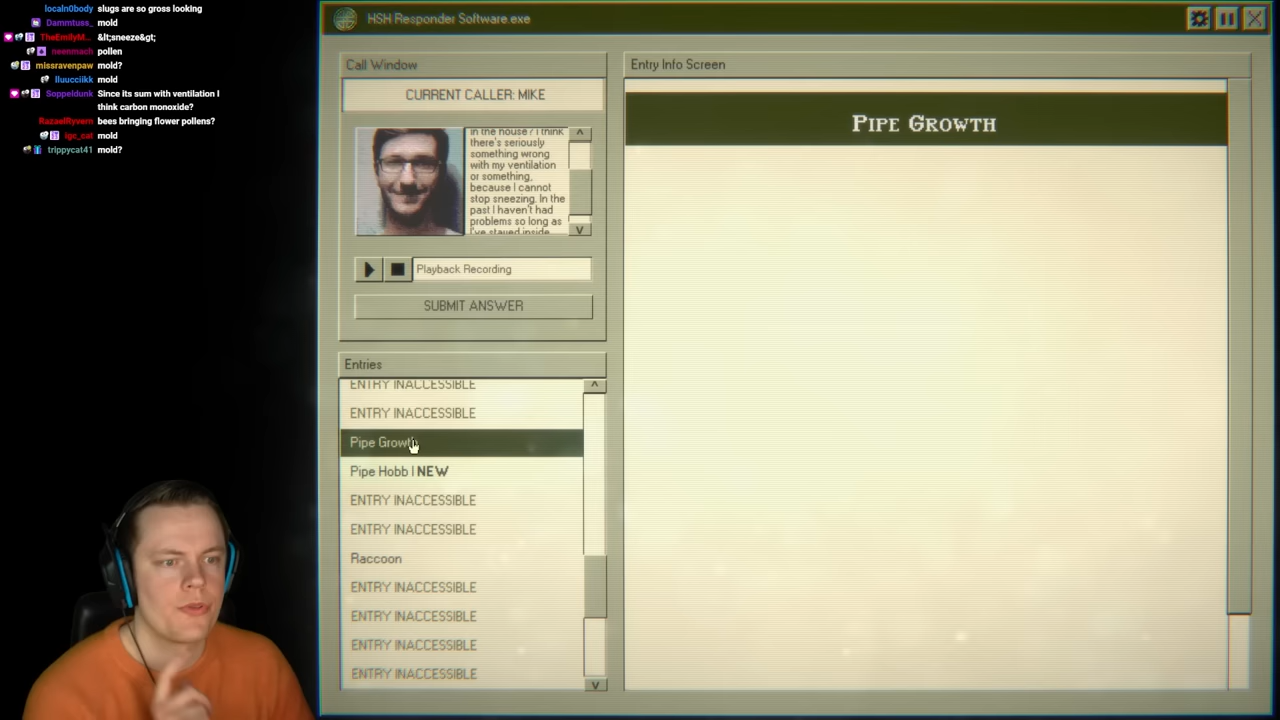 localn0body slugs are so gross looking
Dammtuss_ mold
TheEmilyM... &lt;sneeze&gt;
neenmach pollen
missravenpaw mold?
lluucciikk mold
Soppeldunk Since its sum with ventilation I
think carbon monoxide?
RazaelRyvern bees bringing flower pollens?
igc_cat mold
trippycat41 mold?
HSH Responder Software.exe
Call Window
CURRENT CALLER: MIKE
in the house? I think
there's seriously
something wrong
with my ventilation
or something,
because I cannot
stop sneezing. In the
past I haven't had
problems so long as
I've stayed inside
Playback Recording
SUBMIT ANSWER
Entries
ENTRY INACCESSIBLE
ENTRY INACCESSIBLE
Pipe Growth
Pipe Hobb | NEW
ENTRY INACCESSIBLE
ENTRY INACCESSIBLE
Raccoon
ENTRY INACCESSIBLE
ENTRY INACCESSIBLE
ENTRY INACCESSIBLE
ENTRY INACCESSIBLE
Entry Info Screen
Pipe Growth